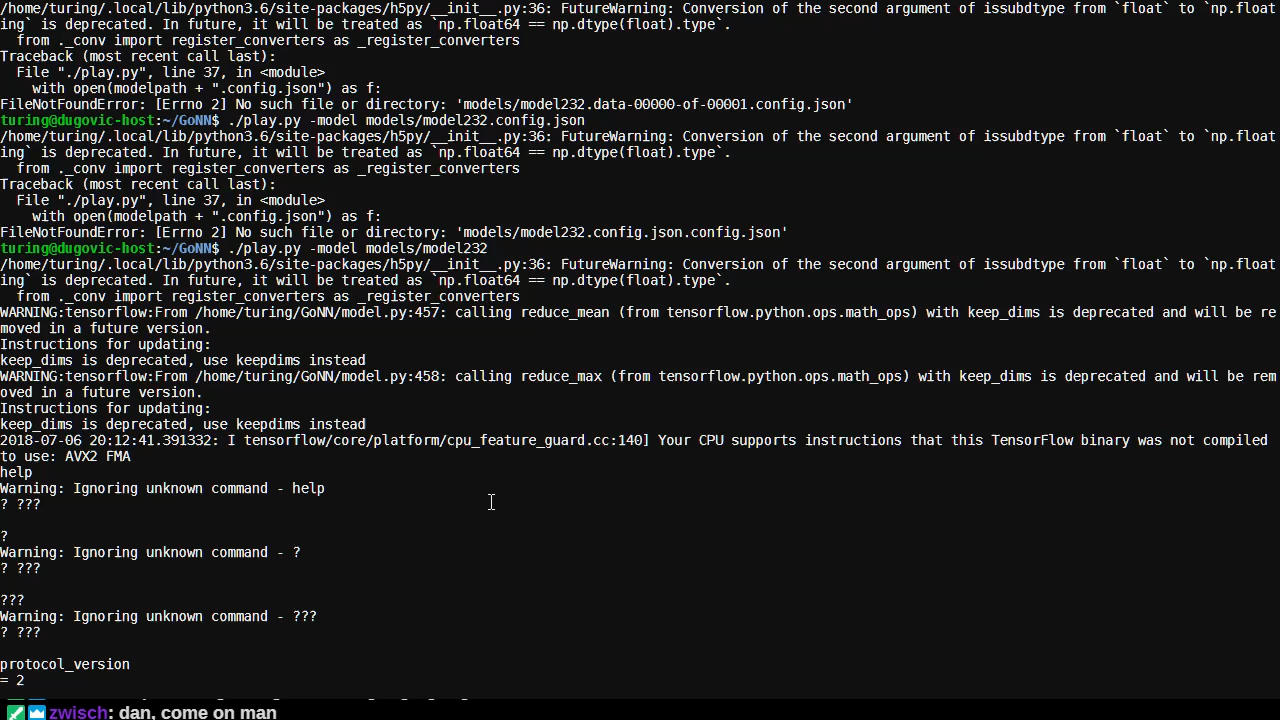 /home/turing/.local/lib/python3.6/site-packages/h5py/__init__.py:36: FutureWarning: Conversion of the second argument of issubdtype from `float` to `np.float
ing` is deprecated. In future, it will be treated as `np.float64 == np.dtype(float).type`.
  from ._conv import register_converters as _register_converters
Traceback (most recent call last):
  File "./play.py", line 37, in <module>
    with open(modelpath + ".config.json") as f:
FileNotFoundError: [Errno 2] No such file or directory: 'models/model232.data-00000-of-00001.config.json'
turing@dugovic-host:~/GoNN$ ./play.py -model models/model232.config.json
/home/turing/.local/lib/python3.6/site-packages/h5py/__init__.py:36: FutureWarning: Conversion of the second argument of issubdtype from `float` to `np.float
ing` is deprecated. In future, it will be treated as `np.float64 == np.dtype(float).type`.
  from ._conv import register_converters as _register_converters
Traceback (most recent call last):
  File "./play.py", line 37, in <module>
    with open(modelpath + ".config.json") as f:
FileNotFoundError: [Errno 2] No such file or directory: 'models/model232.config.json.config.json'
turing@dugovic-host:~/GoNN$ ./play.py -model models/model232
/home/turing/.local/lib/python3.6/site-packages/h5py/__init__.py:36: FutureWarning: Conversion of the second argument of issubdtype from `float` to `np.float
ing` is deprecated. In future, it will be treated as `np.float64 == np.dtype(float).type`.
  from ._conv import register_converters as _register_converters
WARNING:tensorflow:From /home/turing/GoNN/model.py:457: calling reduce_mean (from tensorflow.python.ops.math_ops) with keep_dims is deprecated and will be re
moved in a future version.
Instructions for updating:
keep_dims is deprecated, use keepdims instead
WARNING:tensorflow:From /home/turing/GoNN/model.py:458: calling reduce_max (from tensorflow.python.ops.math_ops) with keep_dims is deprecated and will be rem
oved in a future version.
Instructions for updating:
keep_dims is deprecated, use keepdims instead
2018-07-06 20:12:41.391332: I tensorflow/core/platform/cpu_feature_guard.cc:140] Your CPU supports instructions that this TensorFlow binary was not compiled
to use: AVX2 FMA
help
Warning: Ignoring unknown command - help
? ???
?
Warning: Ignoring unknown command - ?
? ???
???
Warning: Ignoring unknown command - ???
? ???
protocol_version
= 2
zwisch: dan, come on man